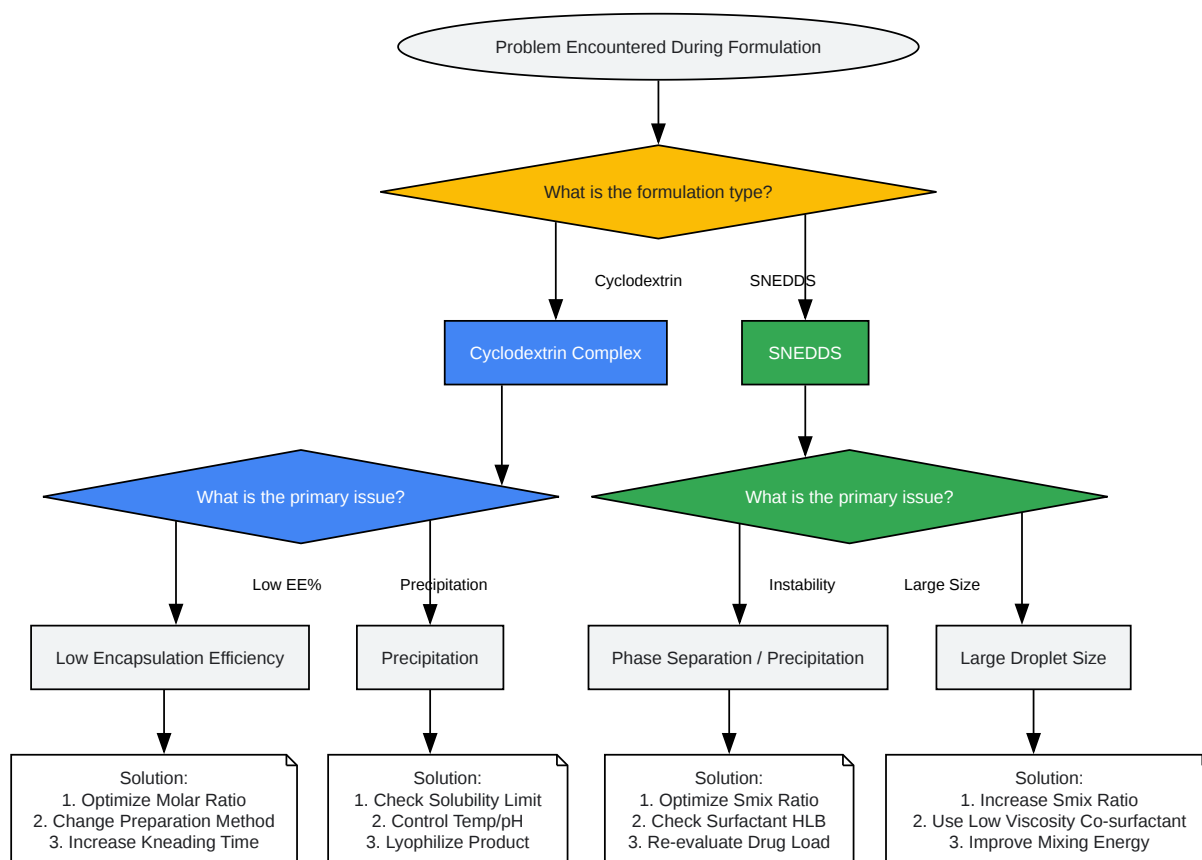 Problem Encountered During Formulation
What is the formulation type?
Cyclodextrin
SNEDDS
Cyclodextrin Complex
SNEDDS
What is the primary issue?
What is the primary issue?
Low EE%
Precipitation
Instability
Large Size
Low Encapsulation Efficiency
Precipitation
Phase Separation / Precipitation
Large Droplet Size
Solution:
1. Optimize Molar Ratio
2. Change Preparation Method
3. Increase Kneading Time
Solution:
1. Check Solubility Limit
2. Control Temp/pH
3. Lyophilize Product
Solution:
1. Optimize Smix Ratio
2. Check Surfactant HLB
3. Re-evaluate Drug Load
Solution:
1. Increase Smix Ratio
2. Use Low Viscosity Co-surfactant
3. Improve Mixing Energy